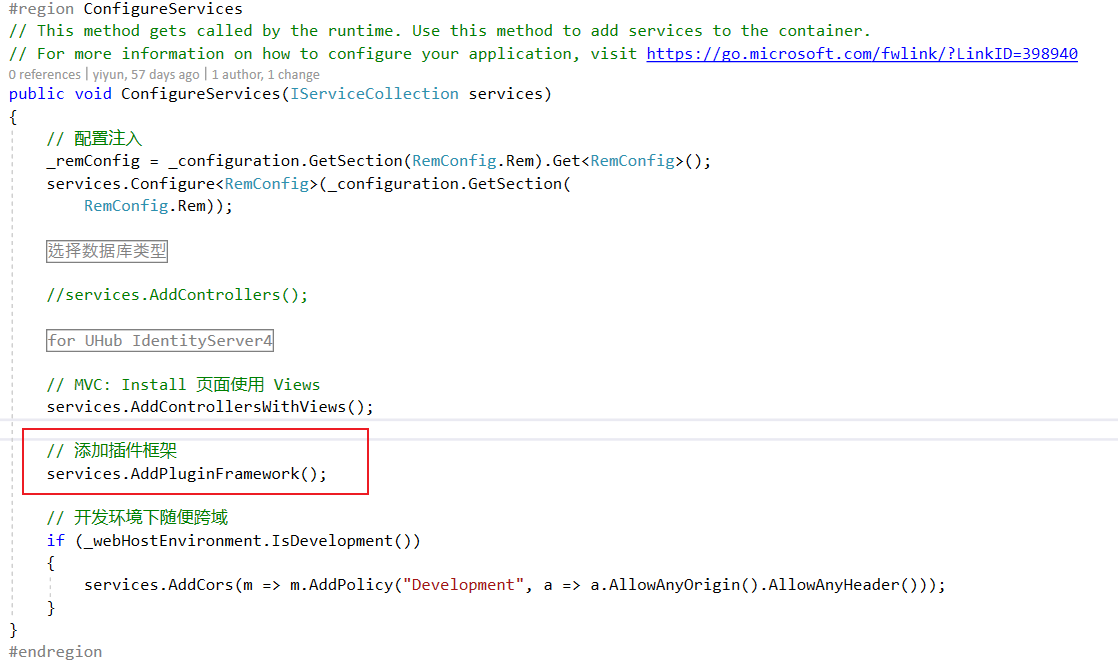 #region ConfigureServices
// This method gets called by the runtime. Use this method to add services to the container.
// For more information on how to configure your application, visit https://go.microsoft.com/fwlink/?LinkID=398940
0 references | yiyun, 57 days ago | 1 author, 1 change
public void ConfigureServices(IServiceCollection services)
{
// 配置注入
_remConfig = _configuration.GetSection(RemConfig.Rem).Get<RemConfig>();
services.Configure<RemConfig>(_configuration.GetSection(
RemConfig.Rem));
选择数据库类型
//services.AddControllers();
for UHub IdentityServer4
// MVC: Install 页面使用 Views
services.AddControllersWithViews();
// 添加插件框架
services.AddPluginFramework();
// 开发环境下随便跨域
if (_webHostEnvironment.IsDevelopment())
{
services.AddCors(m => m.AddPolicy("Development", a => a.AllowAnyOrigin().AllowAnyHeader()));
}
}
#endregion